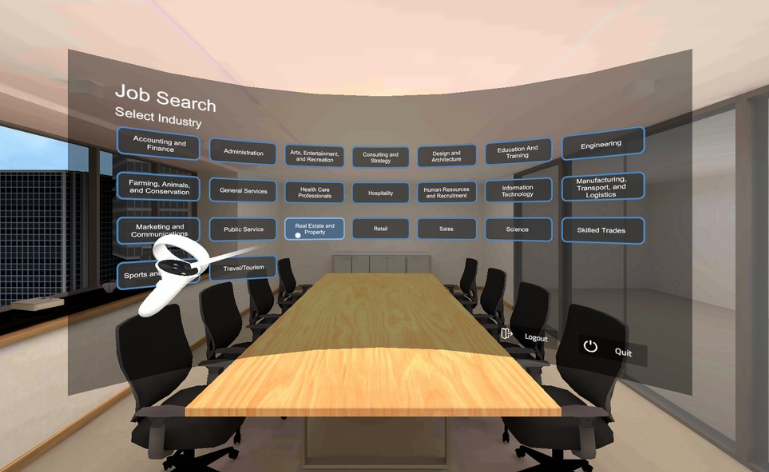 Job Search
Select Industry
Accounting and
Finance
Administration
Arts, Entertainment,
and Recreation
Consulting and
Strategy
Design and
Architecture
Education And
Training
Engineering
Farming, Animals,
and Conservation
General Services
Health Care
Professionals
Hospitality
Human Resources
and Recruitment
Information
Technology
Manufacturing,
Transport, and
Logistics
Marketing and
Communications
Public Service
Real Estate and
Property
Retail
Sales
Science
Skilled Trades
Sports and
Travel/Tourism
Logout
Quit